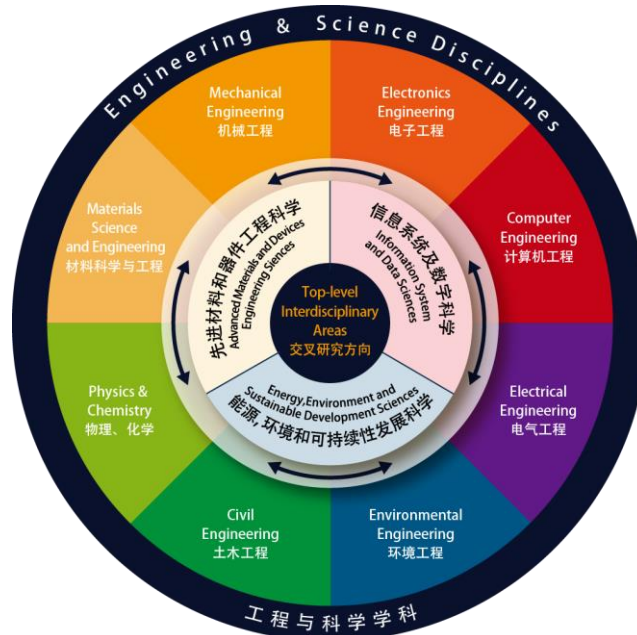 Engineering & Science Disciplines
Mechanical
Engineering
机械工程
Electronics
Engineering
电子工程
Materials
Science
and Engineering
材料科学与工程
Computer
Engineering
计算机工程
先进材料和器件工程科学
Advanced Materials and Devices
Engineering Siences
信息系统及数字科学
Information System
and Data Sciences
Top-level
Interdisciplinary
Areas
交叉研究方向
Energy,Environment and
Sustainable Development Sciences
能源,环境和可持续性发展科学
Physics &
Chemistry
物理、化学
Electrical
Engineering
电气工程
Civil
Engineering
土木工程
Environmental
Engineering
环境工程
工程与科学学科